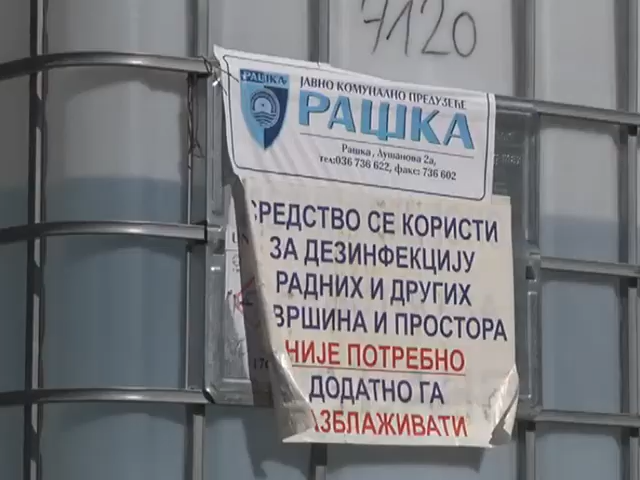 7120
РАШКА
ЈАВНО КОМУНАЛНО ПРЕДУЗЕЋЕ
РАШКА
Рашка, Душанова 2а,
тел:036 736 622, факс: 736 602
СРЕДСТВО СЕ КОРИСТИ
ЗА ДЕЗИНФЕКЦИЈУ
РАДНИХ И ДРУГИХ
ВРШИНА И ПРОСТОРА
НИЈЕ ПОТРЕБНО
ДОДАТНО ГА
АЗБЛАЖИВАТИ